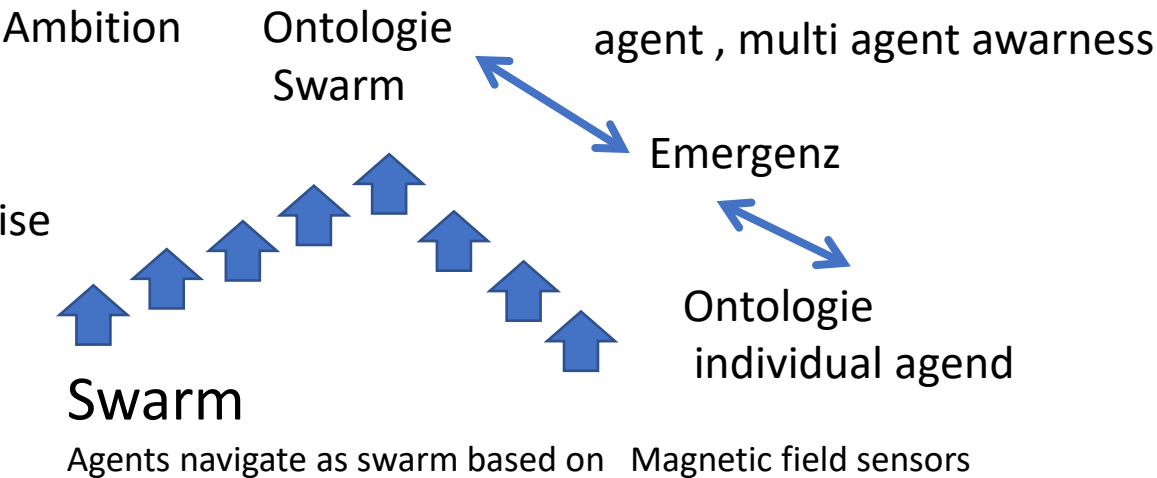 Ambition
Ontologie
Swarm
agent , multi agent awarness
Emergenz
ise
Ontologie
individual agend
Swarm
Agents navigate as swarm based on Magnetic field sensors